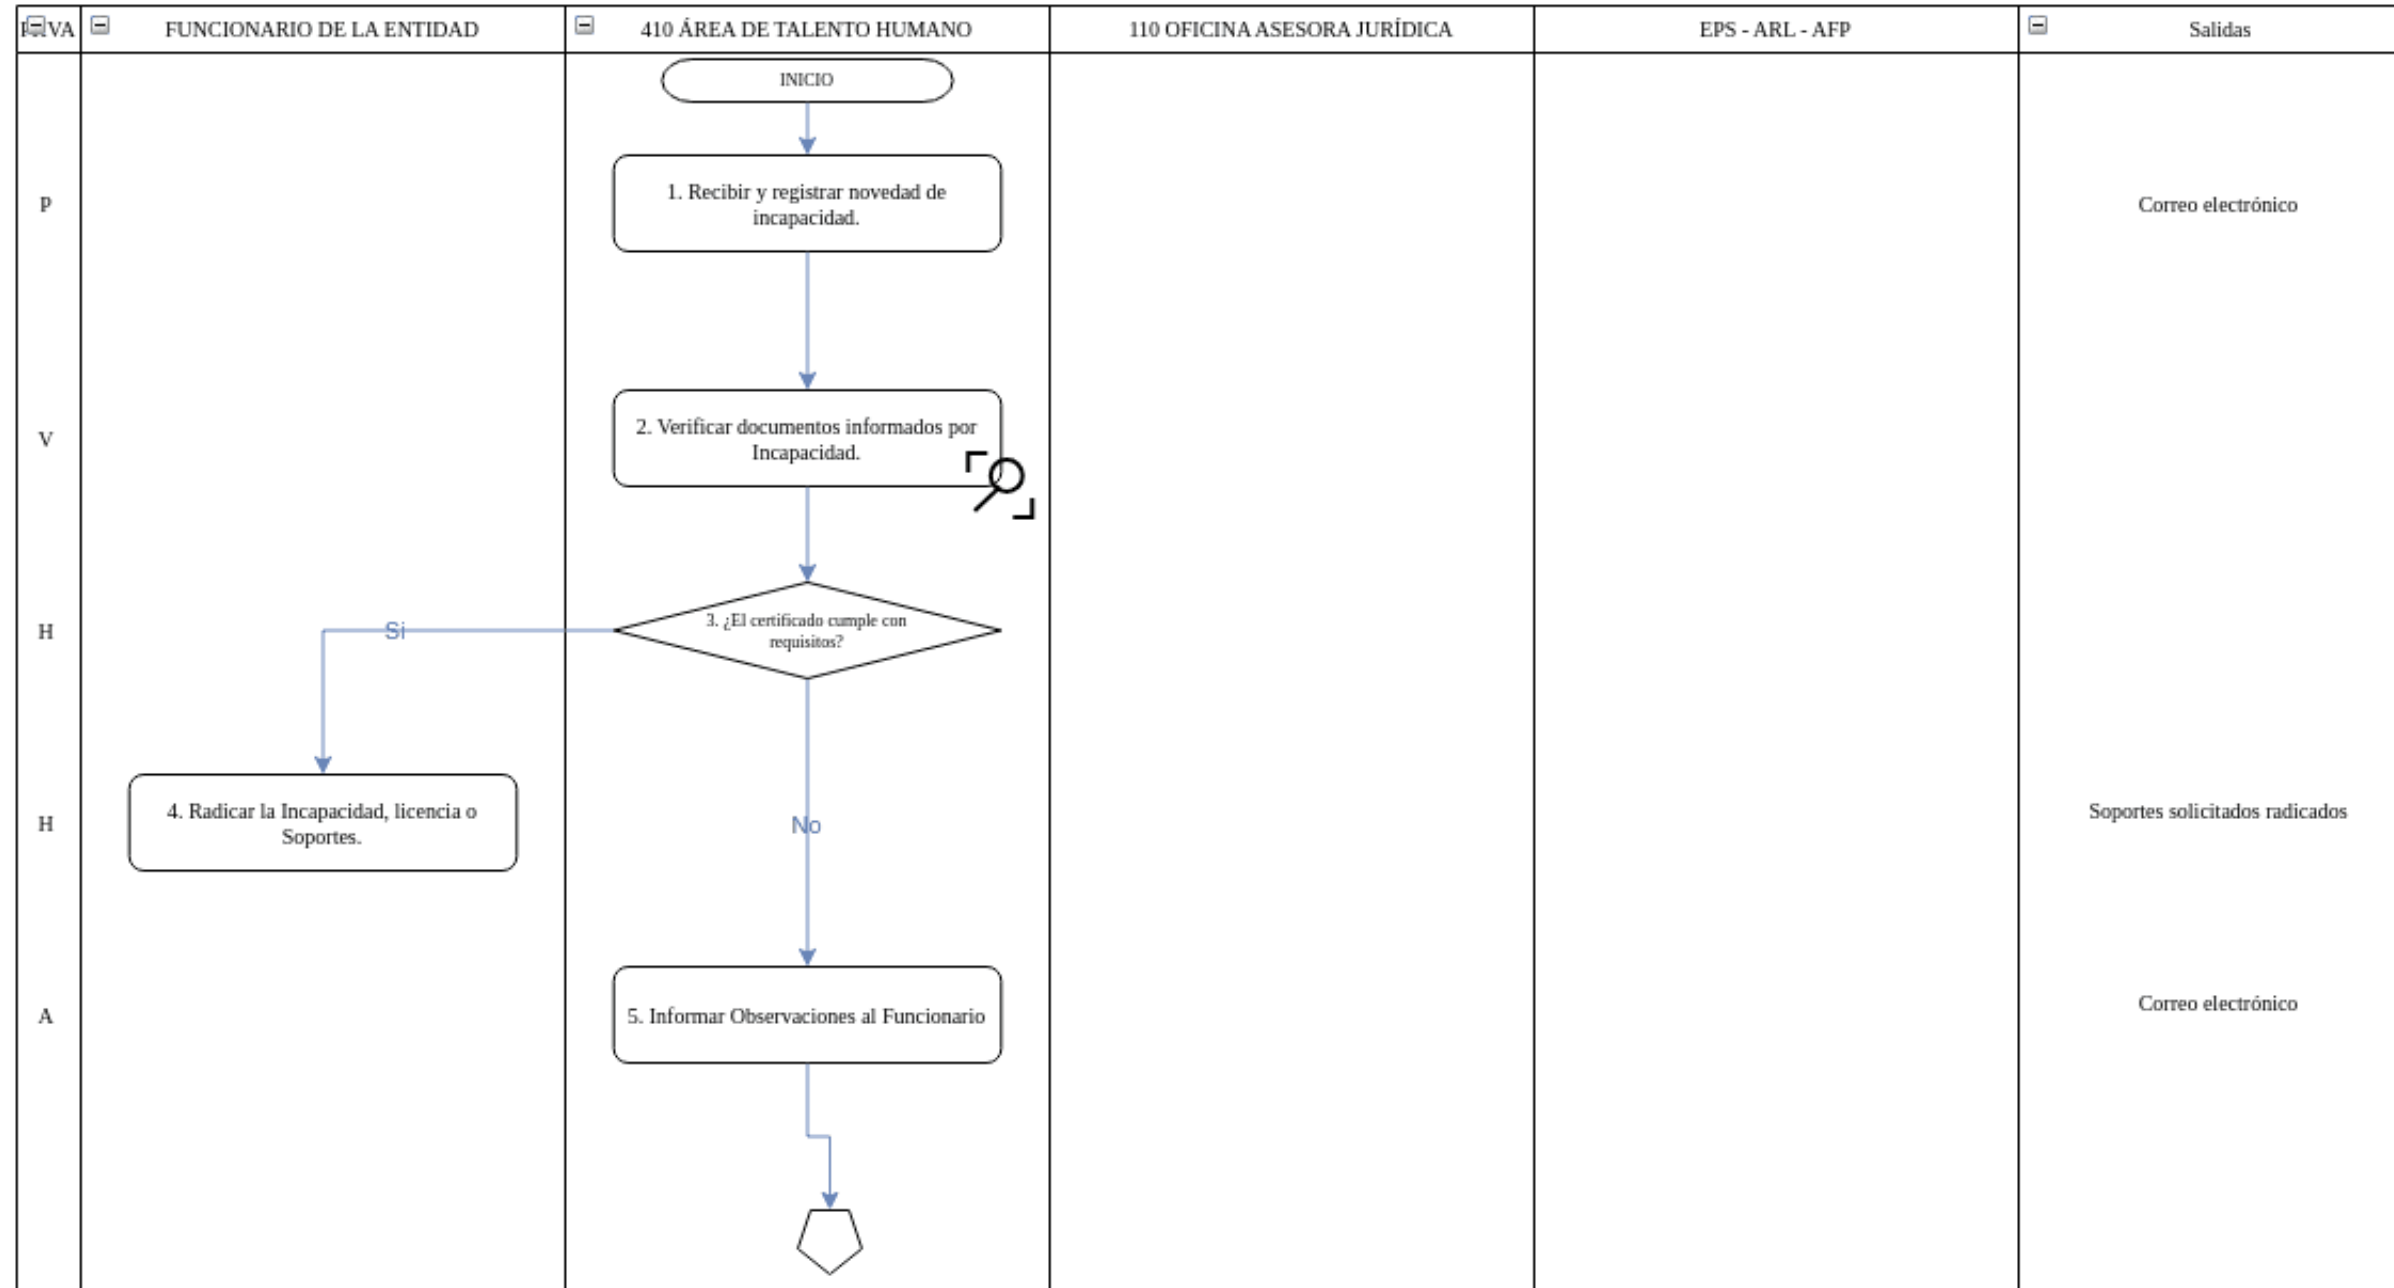 FUNCIONARIO DE LA ENTIDAD
410 ÁREA DE TALENTO HUMANO
110 OFICINA ASESORA JURÍDICA
EPS - ARL - AFP
Salidas
INICIO
P
1. Recibir y registrar novedad de
incapacidad.
Correo electrónico
V
2. Verificar documentos informados por
Incapacidad.
H
Si
3. ¿El certificado cumple con
requisitos?
H
4. Radicar la Incapacidad, licencia o
Soportes.
No
Soportes solicitados radicados
A
5. Informar Observaciones al Funcionario
Correo electrónico